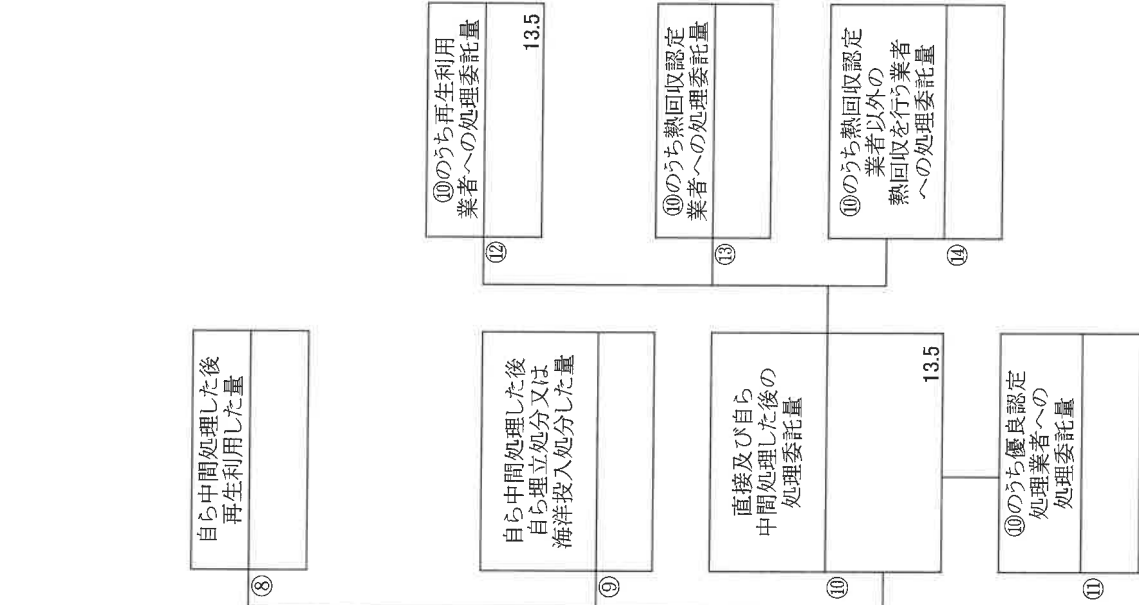 ⑧
自ら中間処理した後
再生利用した量
⑨
自ら中間処理した後
自ら埋立処分又は
海洋投入処分した量
⑩
直接及び自ら
中間処理した後の
処理委託量
13.5
⑪
⑩のうち優良認定
処理業者への
処理委託量
⑫
⑩のうち再生利用
業者への処理委託量
13.5
⑬
⑩のうち熱回収認定
業者への処理委託量
⑭
⑩のうち熱回収認定
業者以外の
熱回収を行う業者
への処理委託量